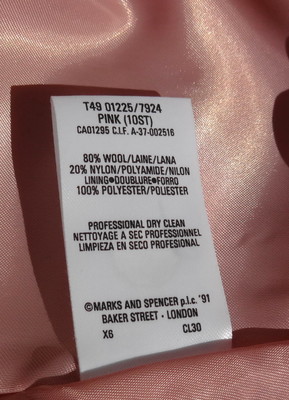 T49 01225/7924
PINK (10ST)
CA01295 C.I.F. A-37-002516
80% WOOL/LAINE/LANA
20% NYLON/POLYAMIDE/NILON
LINING●DOUBLURE●FORRO
100% POLYESTER/POLIESTER
PROFESSIONAL DRY CLEAN
NETTOYAGE A SEC PROFESSIONNEL
LIMPIEZA EN SECO PROFESIONAL
©MARKS AND SPENCER p.l.c. '91
BAKER STREET • LONDON
X6 CL30